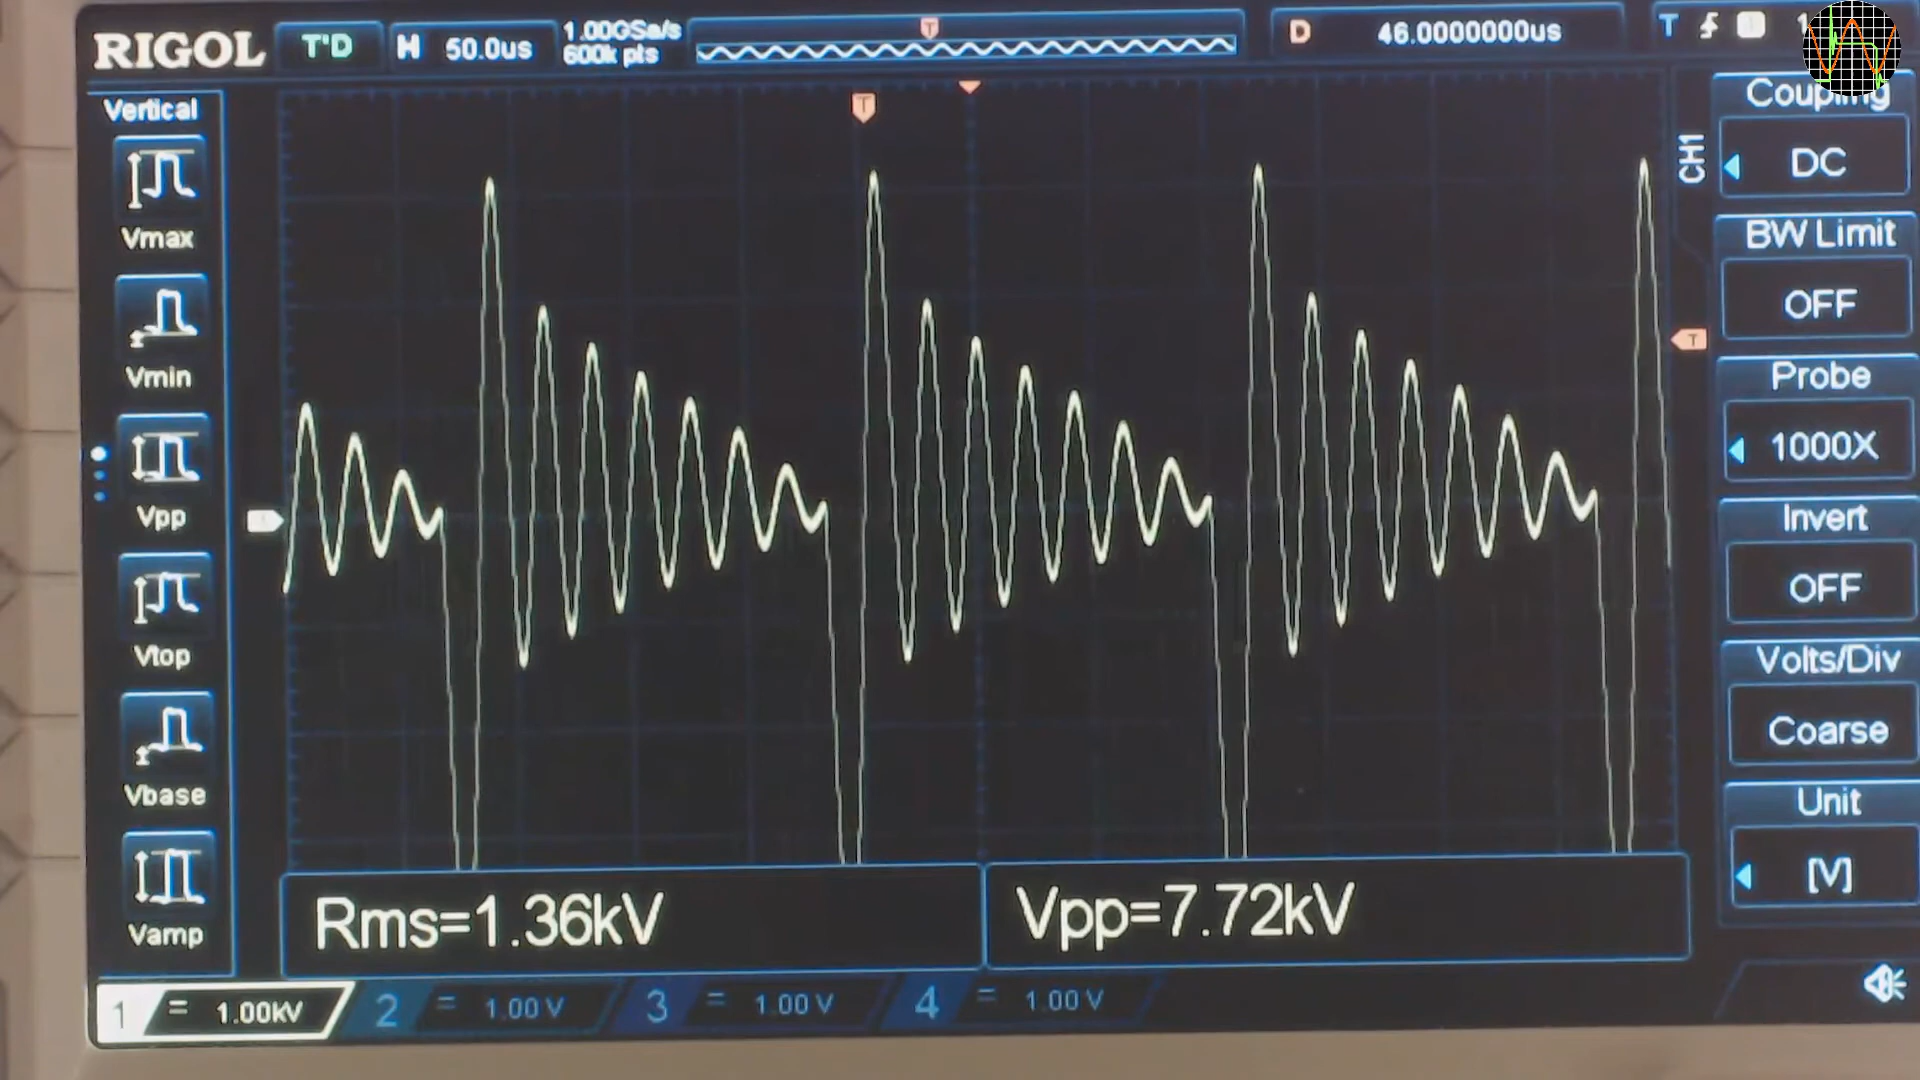 RIGOL T'D H 50.0us 1.00GSa/s 600k pts T D 46.0000000us T 1
Vertical
Vmax
Vmin
Vpp
Vtop
Vbase
Vamp
T
T
CH1
Coupling
DC
BW Limit
OFF
Probe
1000X
Invert
OFF
Volts/Div
Coarse
Unit
[V]
Rms=1.36kV Vpp=7.72kV
1 = 1.00kV 2 = 1.00 V 3 = 1.00 V 4 = 1.00 V